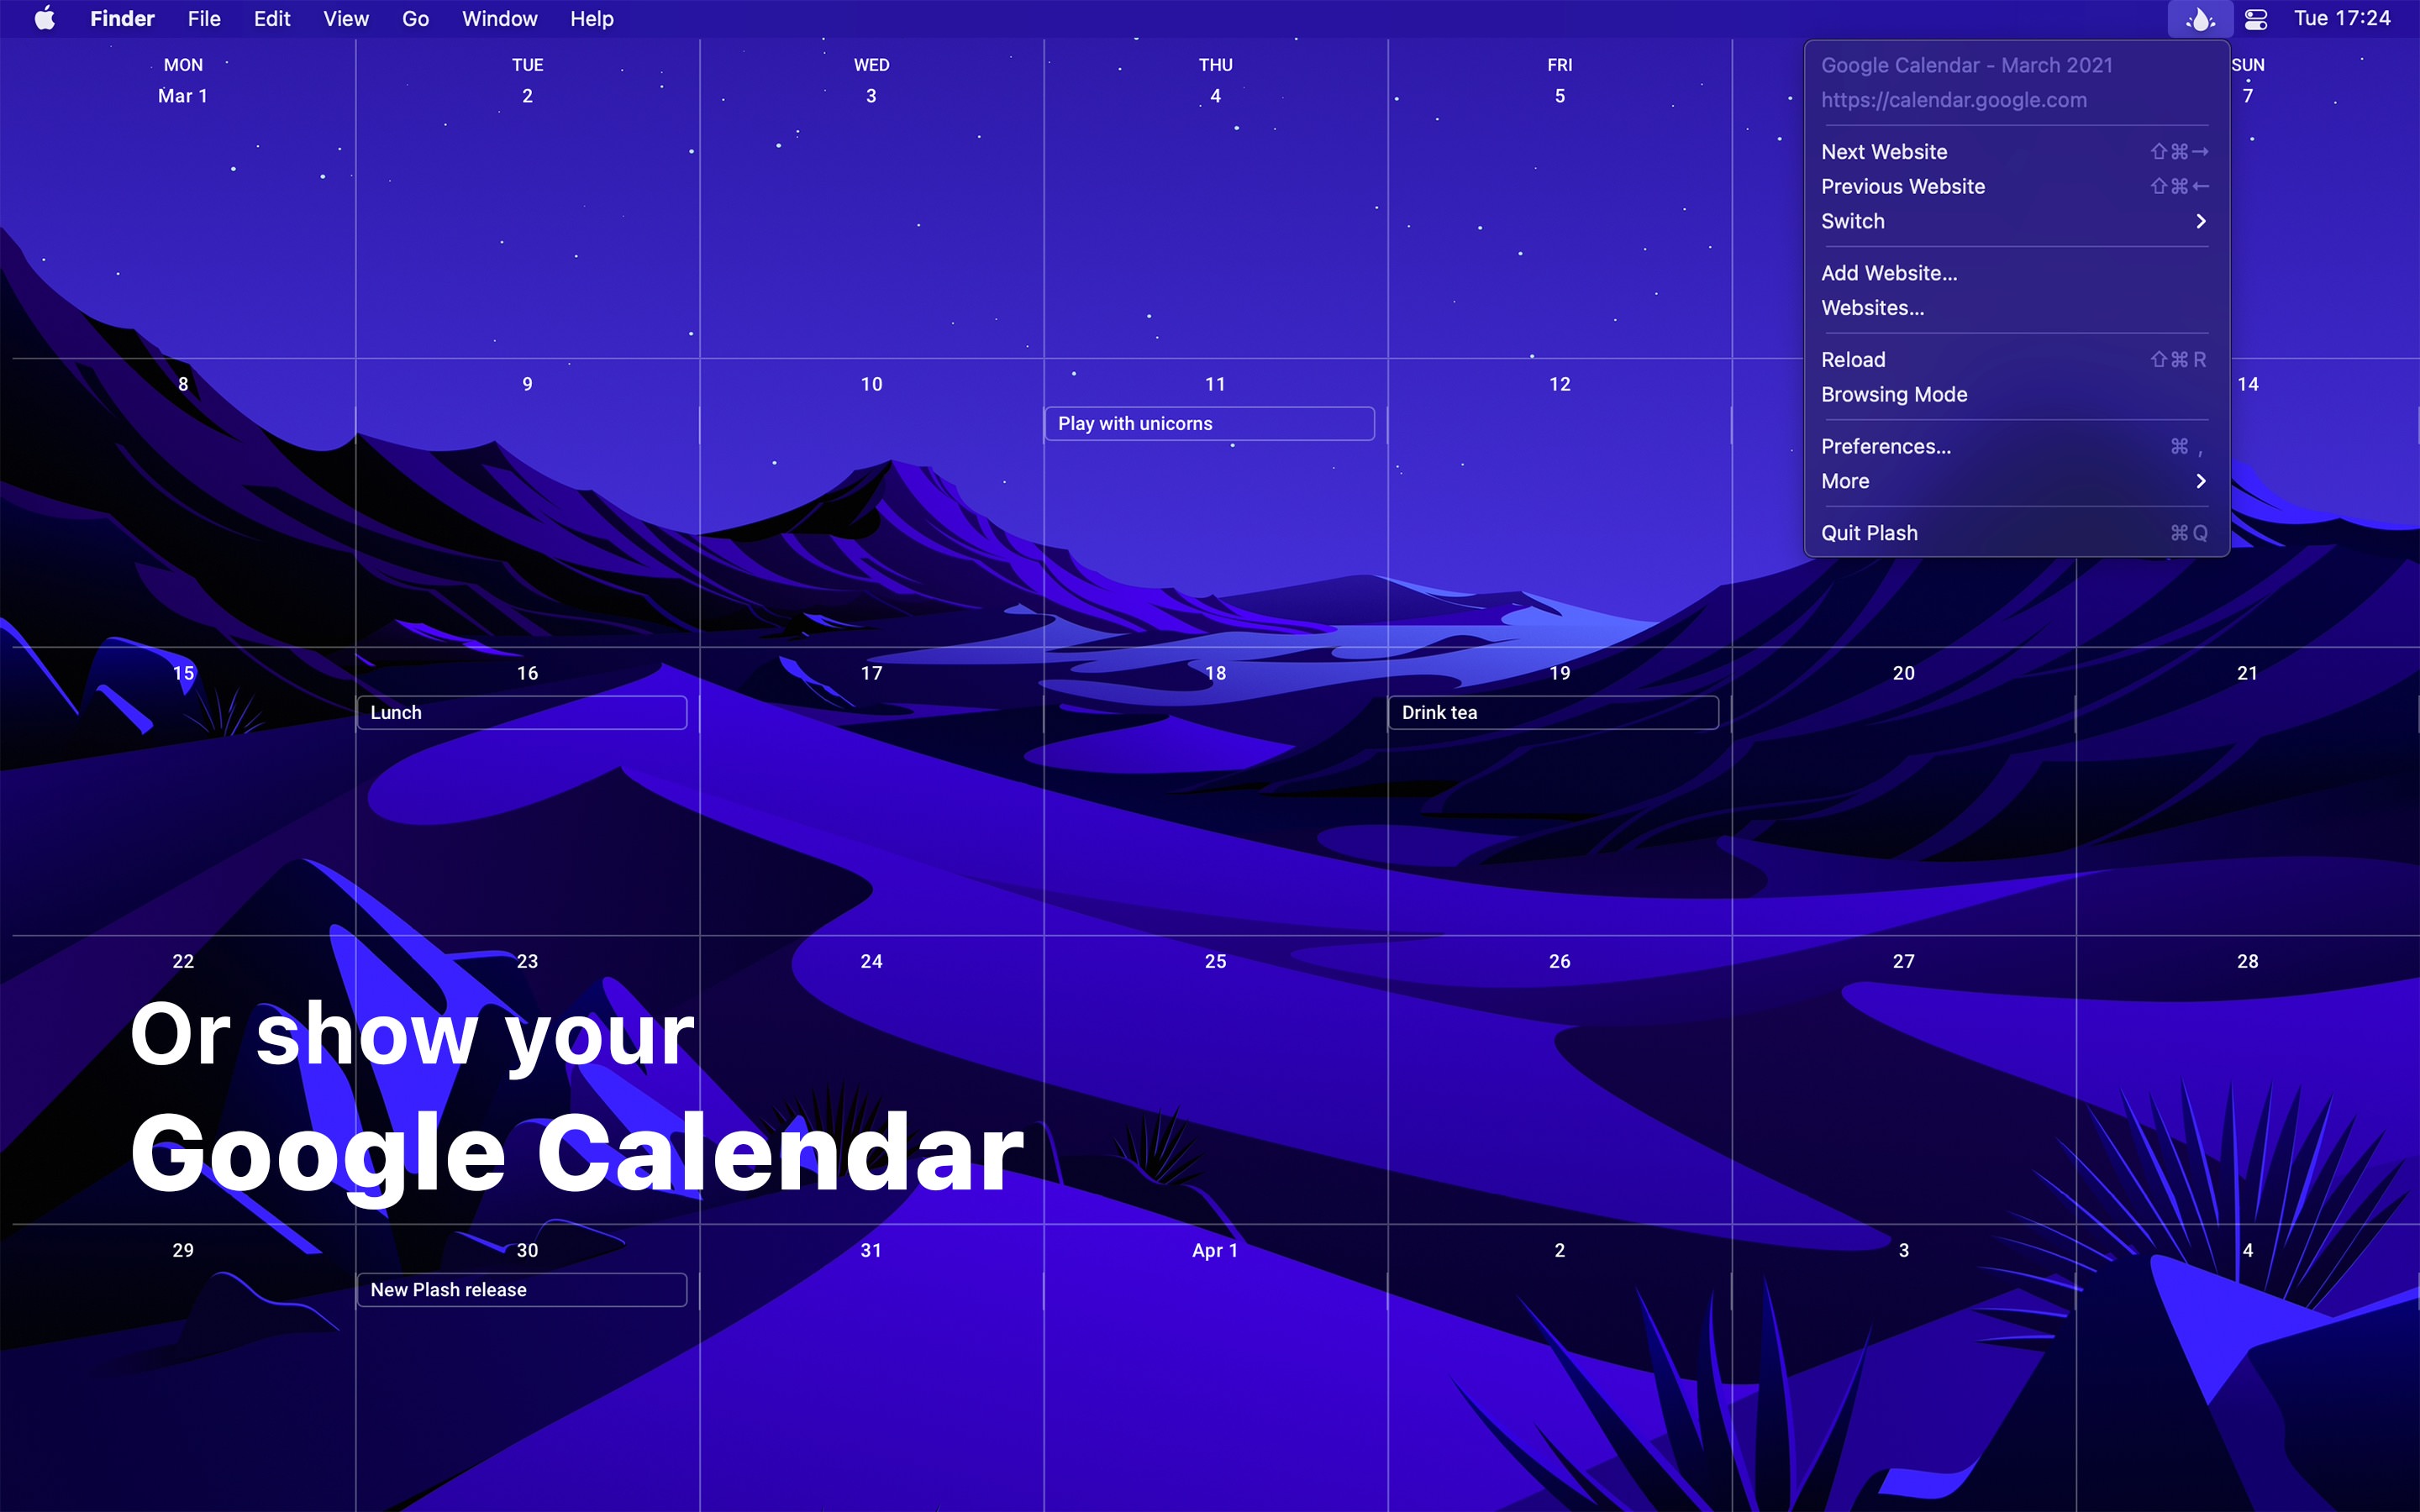 Finder File Edit View Go Window Help Tue 17:24
MON TUE WED THU FRI SUN
Mar 1 2 3 4 5 7
Google Calendar - March 2021
https://calendar.google.com
Next Website ⇧⌘→
Previous Website ⇧⌘←
Switch
Add Website...
Websites...
Reload ⇧⌘R
Browsing Mode
Preferences... ⌘,
More
Quit Plash ⌘Q
8 9 10 11 12 14
Play with unicorns
15 16 17 18 19 20 21
Lunch Drink tea
22 23 24 25 26 27 28
Or show your
Google Calendar
29 30 31 Apr 1 2 3 4
New Plash release